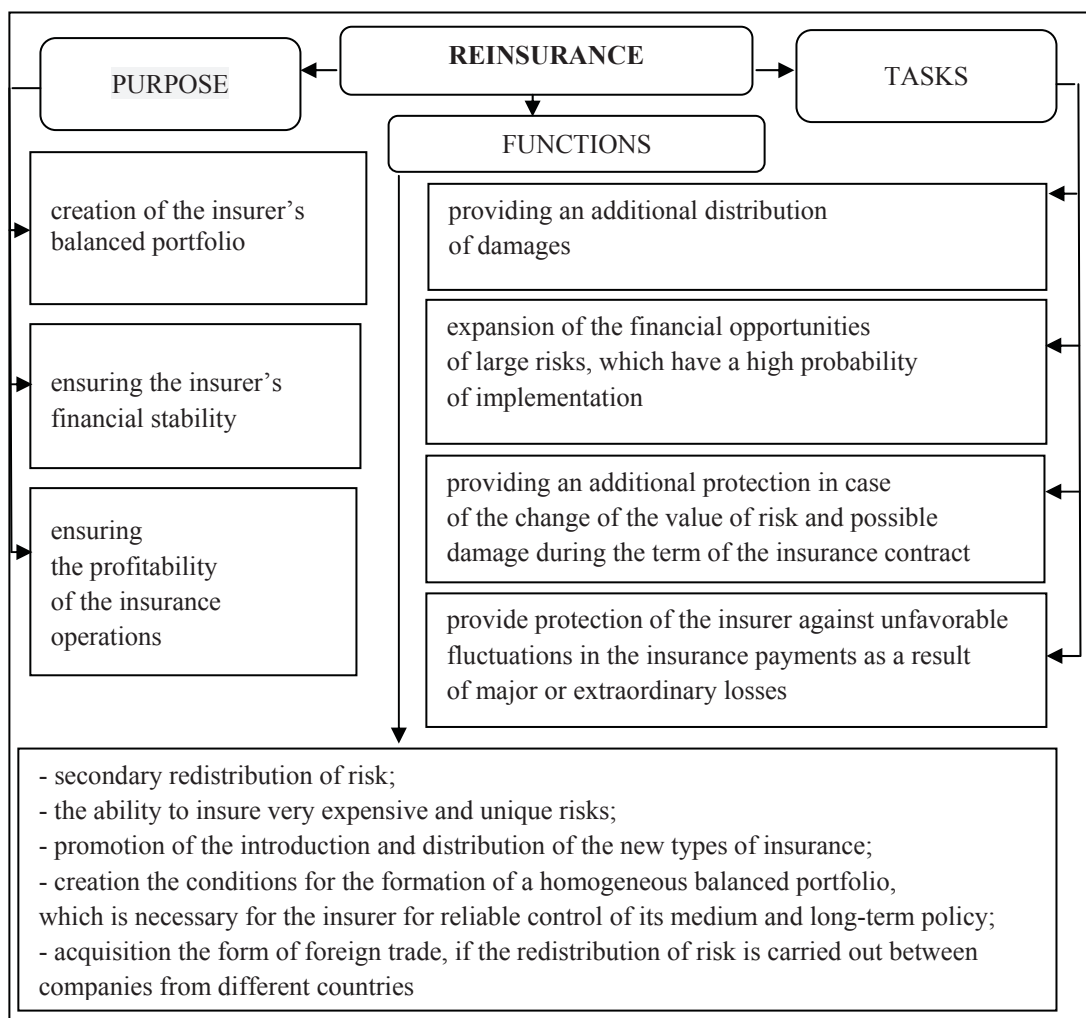 REINSURANCE
PURPOSE
TASKS
FUNCTIONS
creation of the insurer’s
balanced portfolio
ensuring the insurer’s
financial stability
ensuring
the profitability
of the insurance
operations
providing an additional distribution
of damages
expansion of the financial opportunities
of large risks, which have a high probability
of implementation
providing an additional protection in case
of the change of the value of risk and possible
damage during the term of the insurance contract
provide protection of the insurer against unfavorable
fluctuations in the insurance payments as a result
of major or extraordinary losses
- secondary redistribution of risk;
- the ability to insure very expensive and unique risks;
- promotion of the introduction and distribution of the new types of insurance;
- creation the conditions for the formation of a homogeneous balanced portfolio,
which is necessary for the insurer for reliable control of its medium and long-term policy;
- acquisition the form of foreign trade, if the redistribution of risk is carried out between
companies from different countries